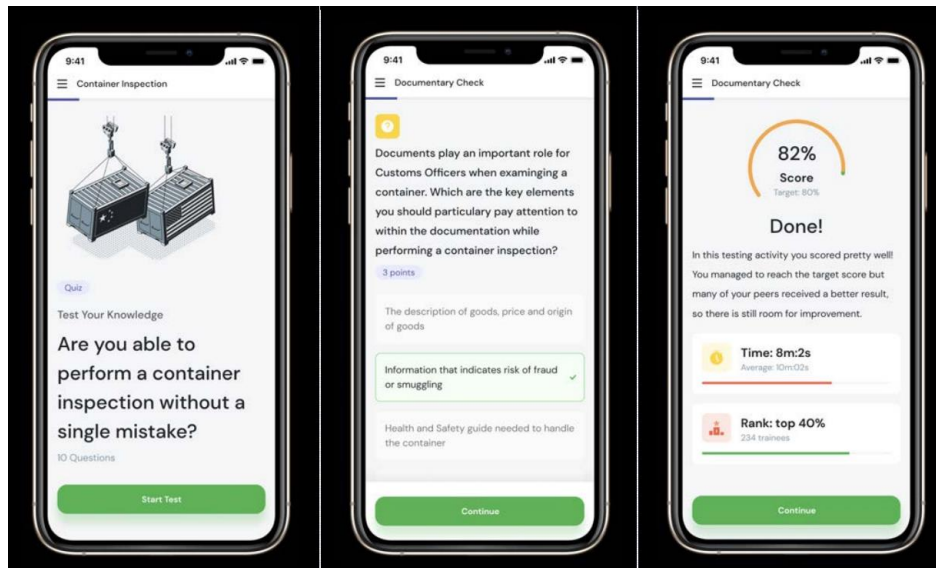 9:41
Container Inspection
Quiz
Test Your Knowledge
Are you able to
perform a container
inspection without a
single mistake?
10 Questions
Start Test
9:41
Documentary Check
Documents play an important role for
Customs Officers when examinging a
container. Which are the key elements
you should particulary pay attention to
within the documentation while
performing a container inspection?
3 points
The description of goods, price and origin
of goods
Information that indicates risk of fraud
or smuggling
Health and Safety guide needed to handle
the container
Continue
9:41
Documentary Check
82%
Score
Target: 80%
Done!
In this testing activity you scored pretty well!
You managed to reach the target score but
many of your peers received a better result,
so there is still room for improvement.
Time: 8m:2s
Average: 10m:02s
Rank: top 40%
234 trainees
Continue